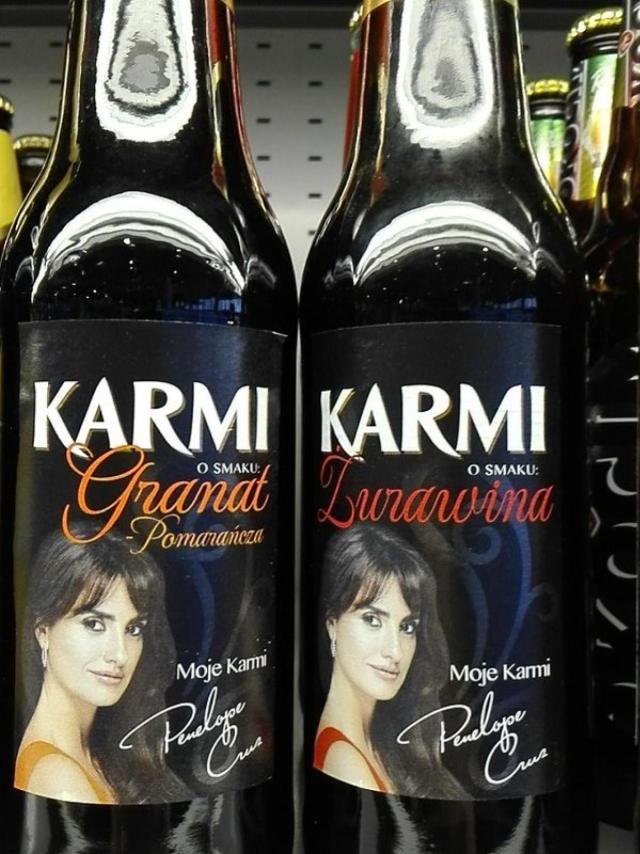 KARMI
O SMAKU:
Granat
-Pomarańcza
Moje Karmi
Penelope
Cruz
KARMI
O SMAKU:
Żurawina
Moje Karmi
Penelope
Cruz